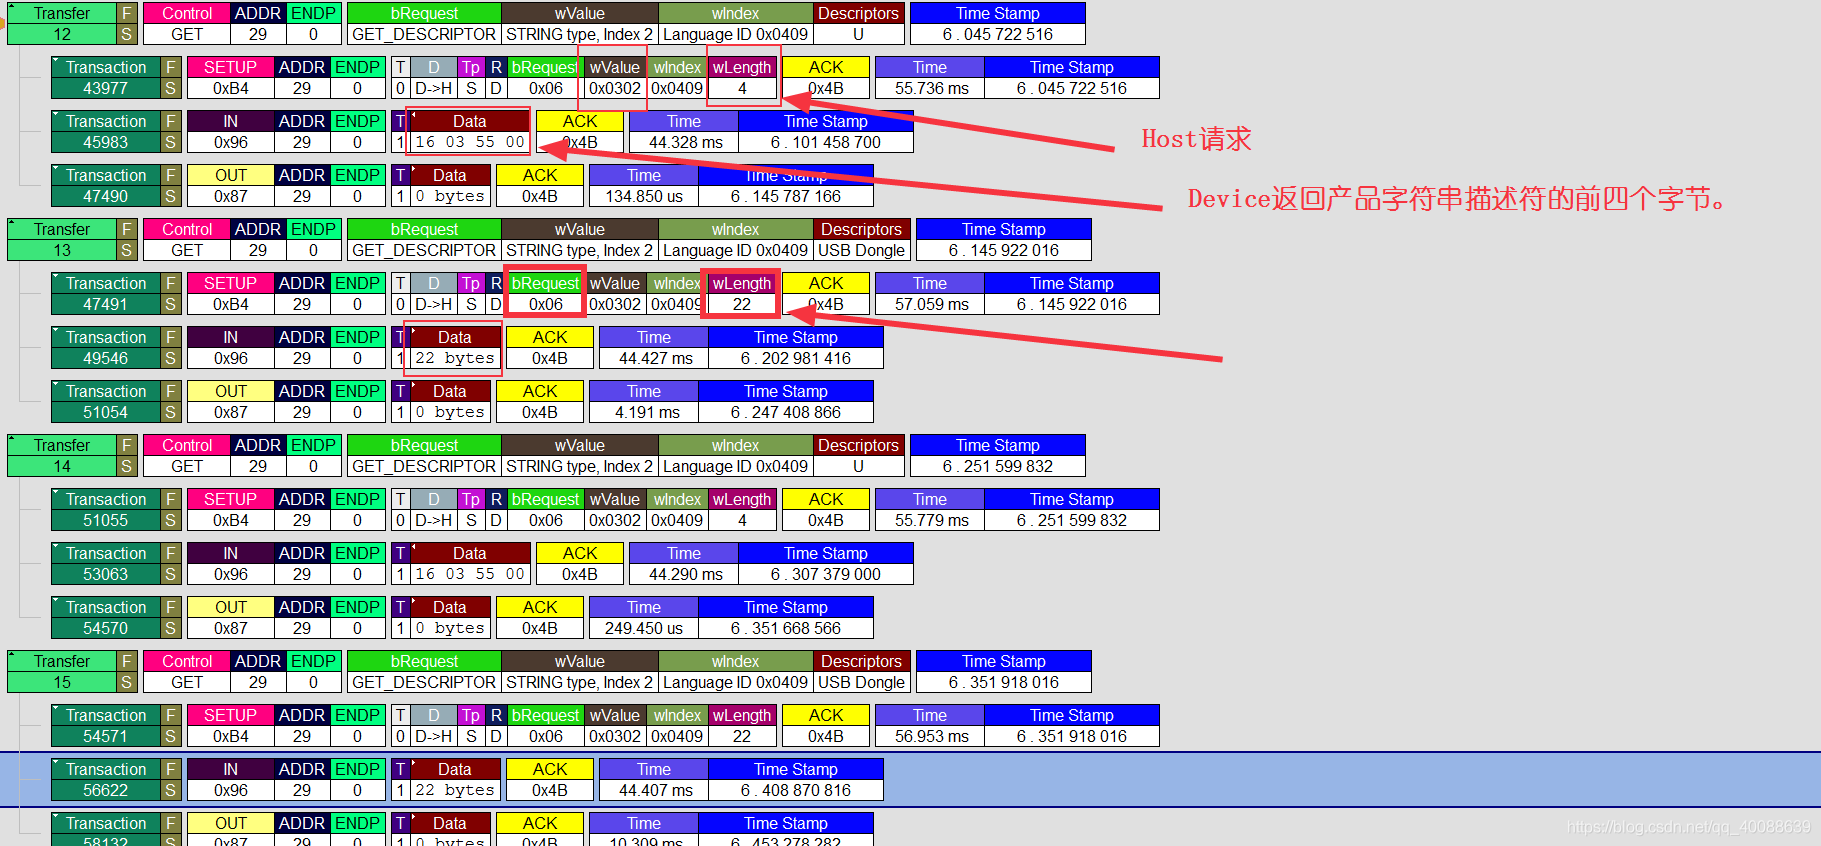 Transfer F Control ADDR ENDP bRequest wValue wIndex Descriptors Time Stamp
12 S GET 29 0 GET_DESCRIPTOR STRING type, Index 2 Language ID 0x0409 U 6 . 045 722 516
Transaction F SETUP ADDR ENDP T D Tp R bRequest wValue wIndex wLength ACK Time Time Stamp
43977 S 0xB4 29 0 0 D->H S D 0x06 0x0302 0x0409 4 0x4B 55.736 ms 6 . 045 722 516
Transaction F IN ADDR ENDP T Data ACK Time Time Stamp
45983 S 0x96 29 0 1 16 03 55 00 0x4B 44.328 ms 6 . 101 458 700
Host请求
Transaction F OUT ADDR ENDP T Data ACK Time Time Stamp
47490 S 0x87 29 0 1 0 bytes 0x4B 134.850 us 6 . 145 787 166
Device返回产品字符串描述符的前四个字节。
Transfer F Control ADDR ENDP bRequest wValue wIndex Descriptors Time Stamp
13 S GET 29 0 GET_DESCRIPTOR STRING type, Index 2 Language ID 0x0409 USB Dongle 6 . 145 922 016
Transaction F SETUP ADDR ENDP T D Tp R bRequest wValue wIndex wLength ACK Time Time Stamp
47491 S 0xB4 29 0 0 D->H S D 0x06 0x0302 0x0409 22 0x4B 57.059 ms 6 . 145 922 016
Transaction F IN ADDR ENDP T Data ACK Time Time Stamp
49546 S 0x96 29 0 1 22 bytes 0x4B 44.427 ms 6 . 202 981 416
Transaction F OUT ADDR ENDP T Data ACK Time Time Stamp
51054 S 0x87 29 0 1 0 bytes 0x4B 4.191 ms 6 . 247 408 866
Transfer F Control ADDR ENDP bRequest wValue wIndex Descriptors Time Stamp
14 S GET 29 0 GET_DESCRIPTOR STRING type, Index 2 Language ID 0x0409 U 6 . 251 599 832
Transaction F SETUP ADDR ENDP T D Tp R bRequest wValue wIndex wLength ACK Time Time Stamp
51055 S 0xB4 29 0 0 D->H S D 0x06 0x0302 0x0409 4 0x4B 55.779 ms 6 . 251 599 832
Transaction F IN ADDR ENDP T Data ACK Time Time Stamp
53063 S 0x96 29 0 1 16 03 55 00 0x4B 44.290 ms 6 . 307 379 000
Transaction F OUT ADDR ENDP T Data ACK Time Time Stamp
54570 S 0x87 29 0 1 0 bytes 0x4B 249.450 us 6 . 351 668 566
Transfer F Control ADDR ENDP bRequest wValue wIndex Descriptors Time Stamp
15 S GET 29 0 GET_DESCRIPTOR STRING type, Index 2 Language ID 0x0409 USB Dongle 6 . 351 918 016
Transaction F SETUP ADDR ENDP T D Tp R bRequest wValue wIndex wLength ACK Time Time Stamp
54571 S 0xB4 29 0 0 D->H S D 0x06 0x0302 0x0409 22 0x4B 56.953 ms 6 . 351 918 016
Transaction F IN ADDR ENDP T Data ACK Time Time Stamp
56622 S 0x96 29 0 1 22 bytes 0x4B 44.407 ms 6 . 408 870 816
Transaction F OUT ADDR ENDP T Data ACK Time Time Stamp
58132 S 0x87 29 0 1 0 bytes 0x4B 10.309 ms 6 . 453 278 282
https://blog.csdn.net/qq_40088639